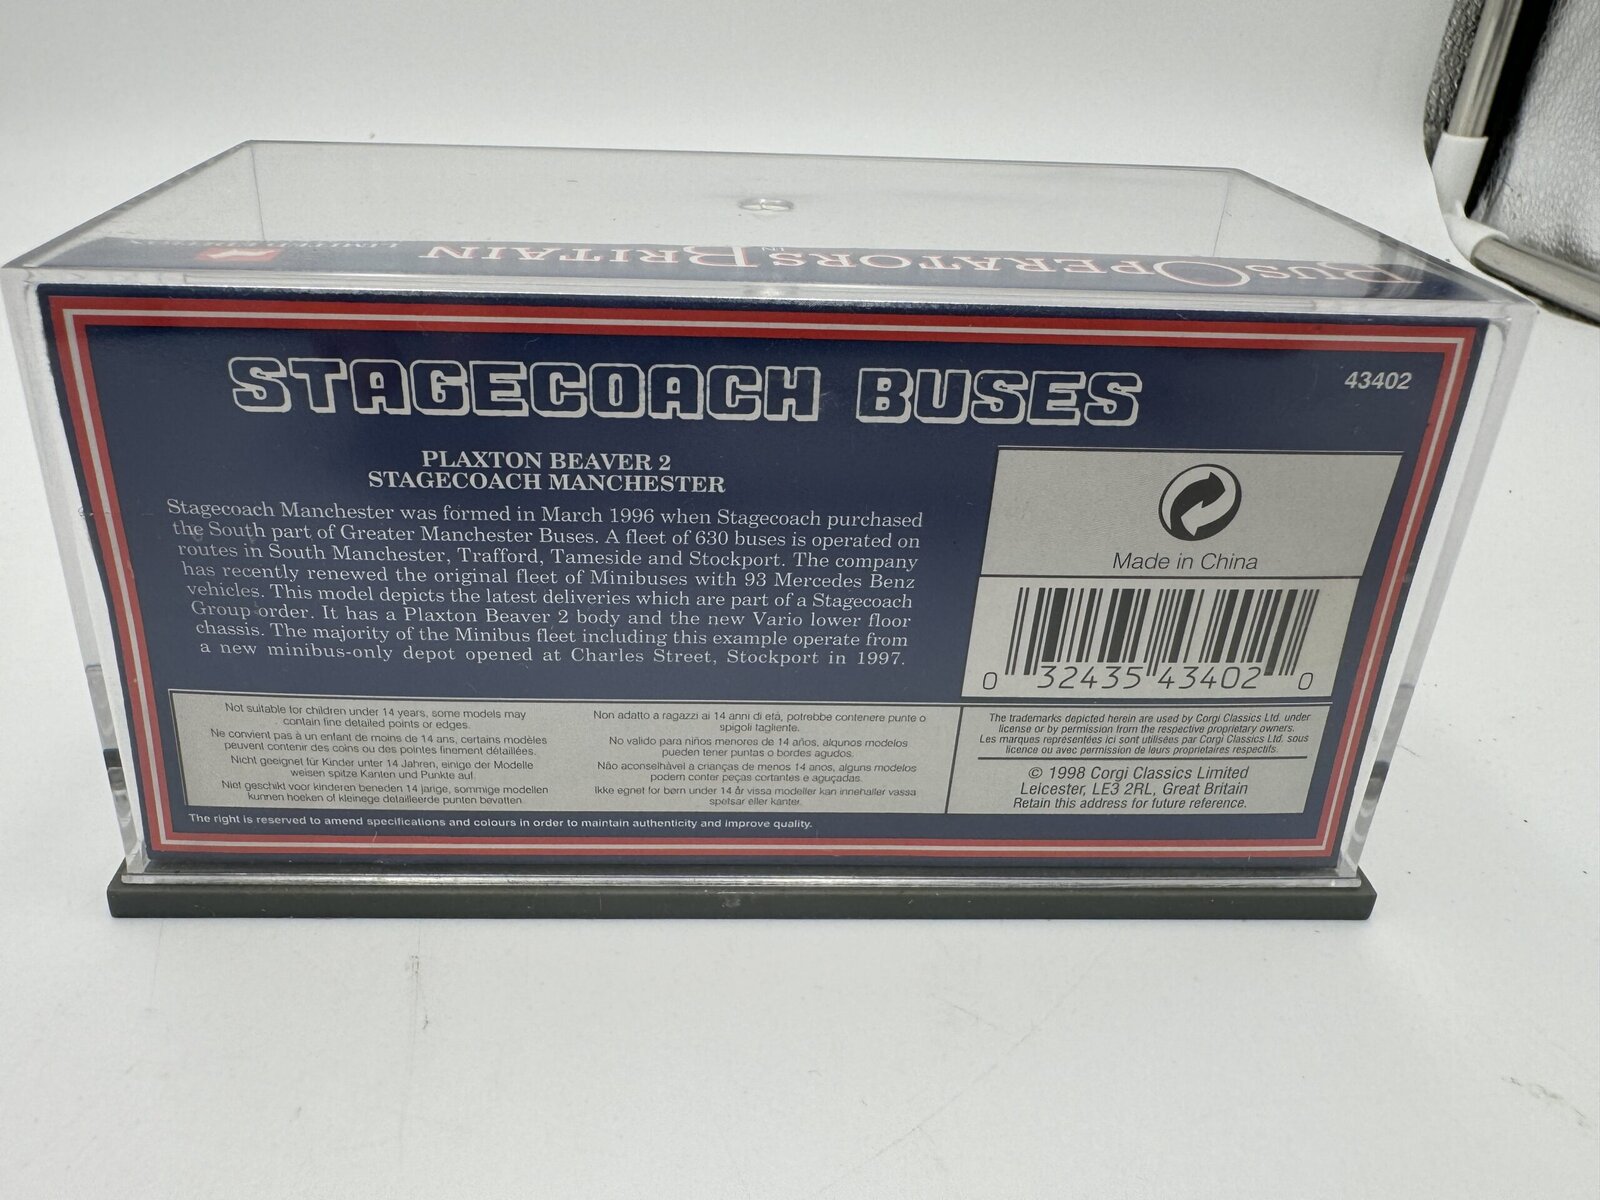 BUS OPERATORS IN BRITAIN
LIMITED EDITION
STAGECOACH BUSES
43402
PLAXTON BEAVER 2
STAGECOACH MANCHESTER
Stagecoach Manchester was formed in March 1996 when Stagecoach purchased
the South part of Greater Manchester Buses. A fleet of 630 buses is operated on
routes in South Manchester, Trafford, Tameside and Stockport. The company
has recently renewed the original fleet of Minibuses with 93 Mercedes Benz
vehicles. This model depicts the latest deliveries which are part of a Stagecoach
Group order. It has a Plaxton Beaver 2 body and the new Vario lower floor
chassis. The majority of the Minibus fleet including this example operate from
a new minibus-only depot opened at Charles Street, Stockport in 1997.
Made in China
0 32435 43402 0
Not suitable for children under 14 years, some models may
contain fine detailed points or edges.
Ne convient pas à un enfant de moins de 14 ans, certains modèles
peuvent contenir des coins ou des pointes finement détaillées.
Nicht geeignet für Kinder unter 14 Jahren, einige der Modelle
weisen spitze Kanten und Punkte auf.
Niet geschikt voor kinderen beneden 14 jarige, sommige modellen
kunnen hoeken of kleinege detailleerde punten bevatten
Non adatto a ragazzi ai 14 anni di età, potrebbe contenere punte o
spigoli tagliente.
No valido para niños menores de 14 años, algunos modelos
pueden tener puntas o bordes agudos.
Não aconselhável a crianças de menos 14 anos, alguns modelos
podem conter peças cortantes e aguçadas.
Ikke egnet for børn under 14 år vissa modeller kan innehaller vassa
spetsar eller kanter.
The trademarks depicted herein are used by Corgi Classics Ltd. under
license or by permission from the respective proprietary owners.
Les marques représentées ici sont utilisées par Corgi Classics Ltd. sous
licence ou avec permission de leurs proprietaires respectifs.
© 1998 Corgi Classics Limited
Leicester, LE3 2RL, Great Britain
Retain this address for future reference.
The right is reserved to amend specifications and colours in order to maintain authenticity and improve quality.